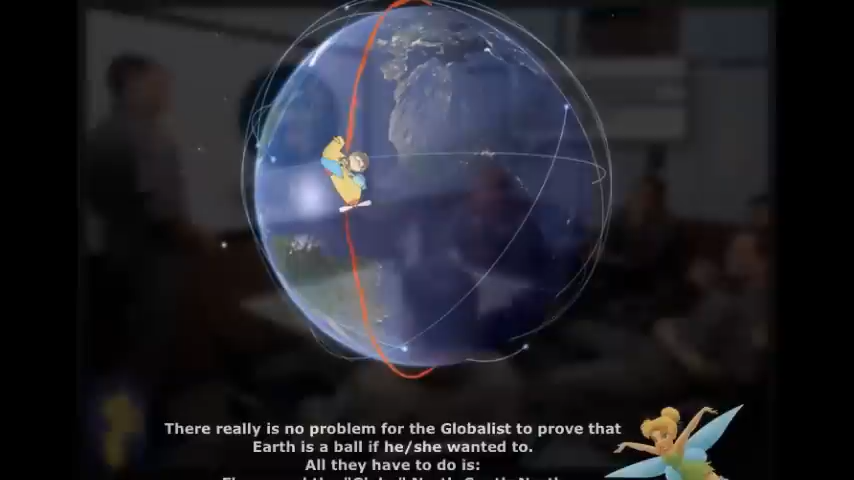 There really is no problem for the Globalist to prove that
Earth is a ball if he/she wanted to.
All they have to do is: